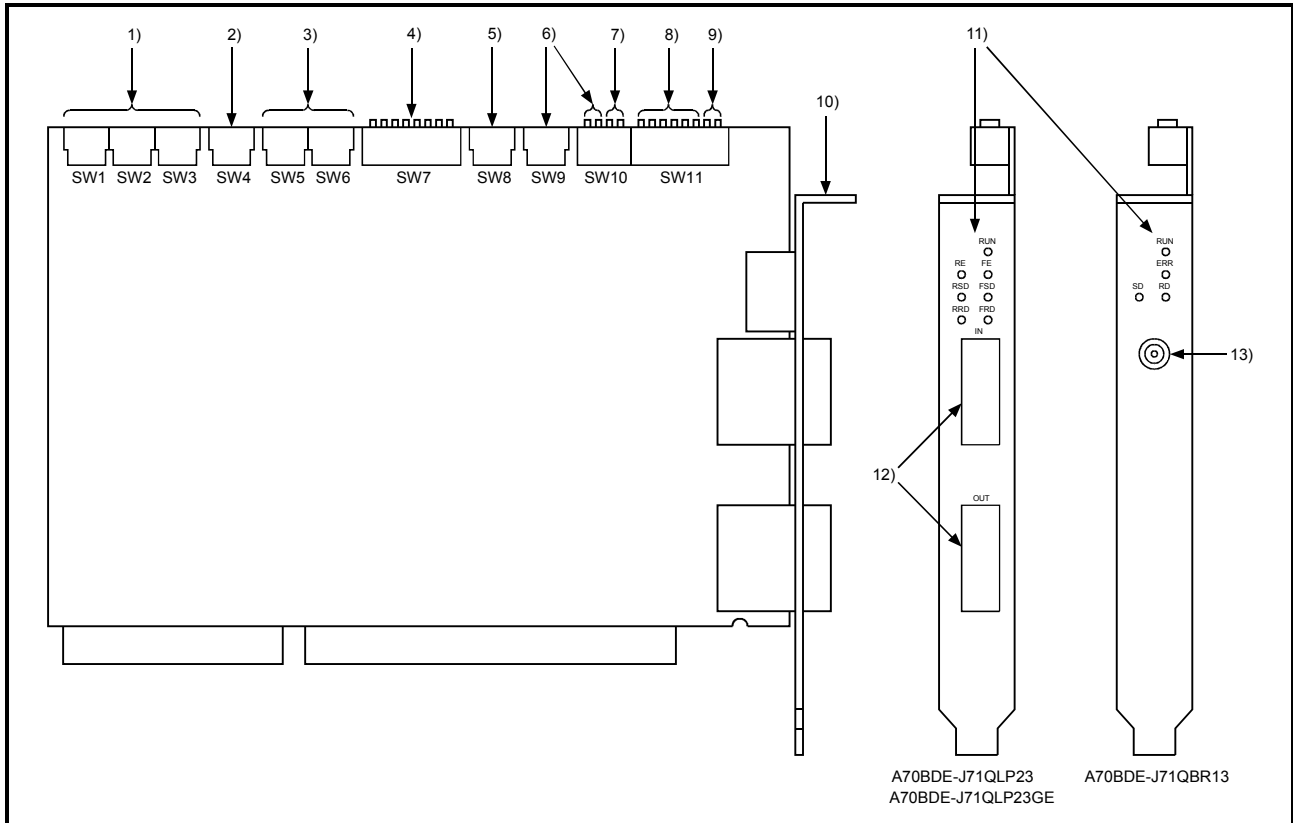 1) 2) 3) 4) 5) 6) 7) 8) 9) 11)
10)
SW1 SW2 SW3 SW4 SW5 SW6 SW7 SW8 SW9 SW10 SW11
RUN
RE FE
RSD FSD
RRD FRD
IN
RUN
ERR
SD RD
13)
12)
OUT
A70BDE-J71QLP23
A70BDE-J71QLP23GE
A70BDE-J71QBR13